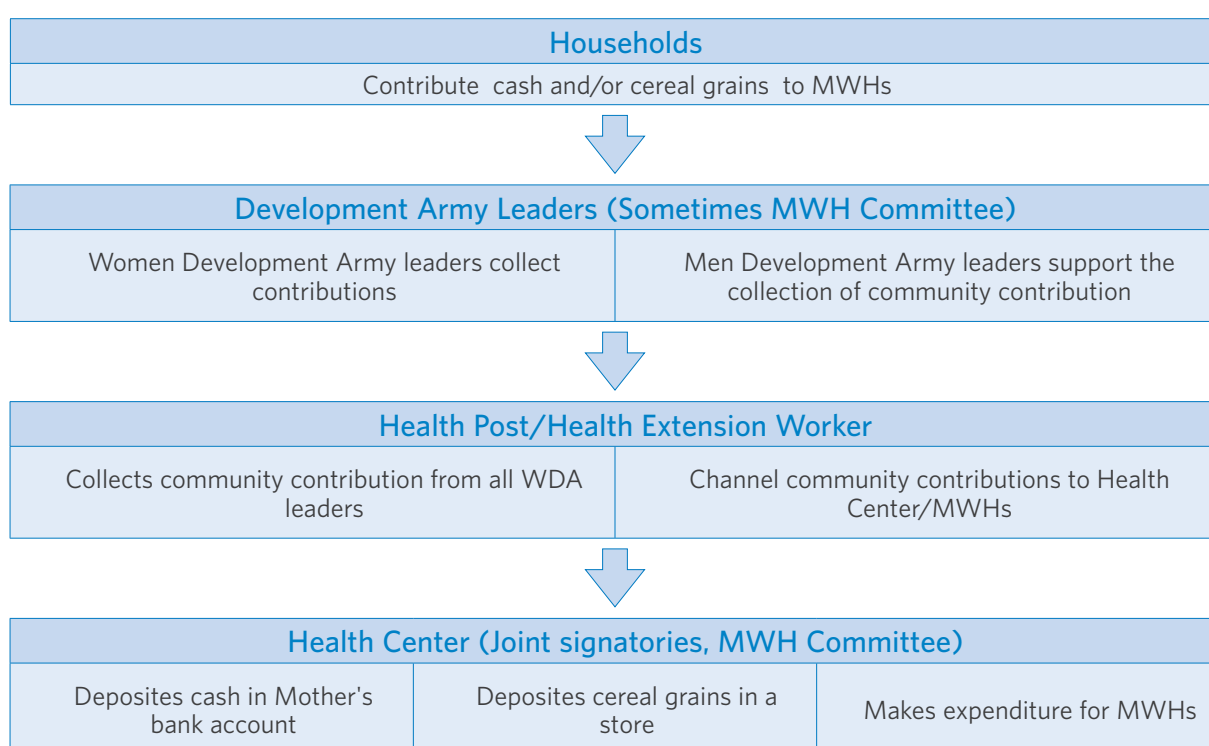 Households
Contribute cash and/or cereal grains to MWHs
Development Army Leaders (Sometimes MWH Committee)
Women Development Army leaders collect
contributions
Men Development Army leaders support the
collection of community contribution
Health Post/Health Extension Worker
Collects community contribution from all WDA
leaders
Channel community contributions to Health
Center/MWHs
Health Center (Joint signatories, MWH Committee)
Deposites cash in Mother's
bank account
Deposites cereal grains in a
store
Makes expenditure for MWHs